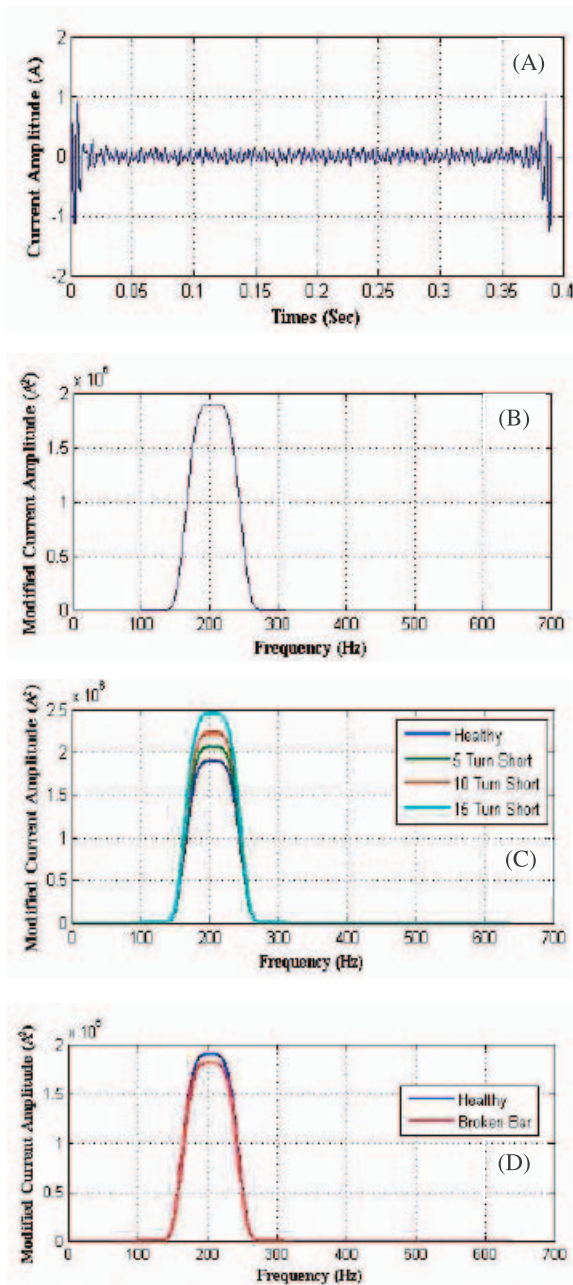 (A)
Current Amplitude (A)
2
1
0
-1
-2
0 0.05 0.1 0.15 0.2 0.25 0.3 0.35 0.4
Times (Sec)
x 10⁶
(B)
Modified Current Amplitude (A²)
2
1.5
1
0.5
0
0 100 200 300 400 500 600 700
Frequency (Hz)
x 10⁶
Modified Current Amplitude (A²)
2.5
2
1.5
1
0.5
0
Healthy
5 Turn Short
10 Turn Short
15 Turn Short
(C)
0 100 200 300 400 500 600 700
Frequency (Hz)
x 10⁶
Modified Current Amplitude (A²)
2
1.5
1
0.5
0
Healthy
Broken Bar
(D)
0 100 200 300 400 500 600 700
Frequency (Hz)